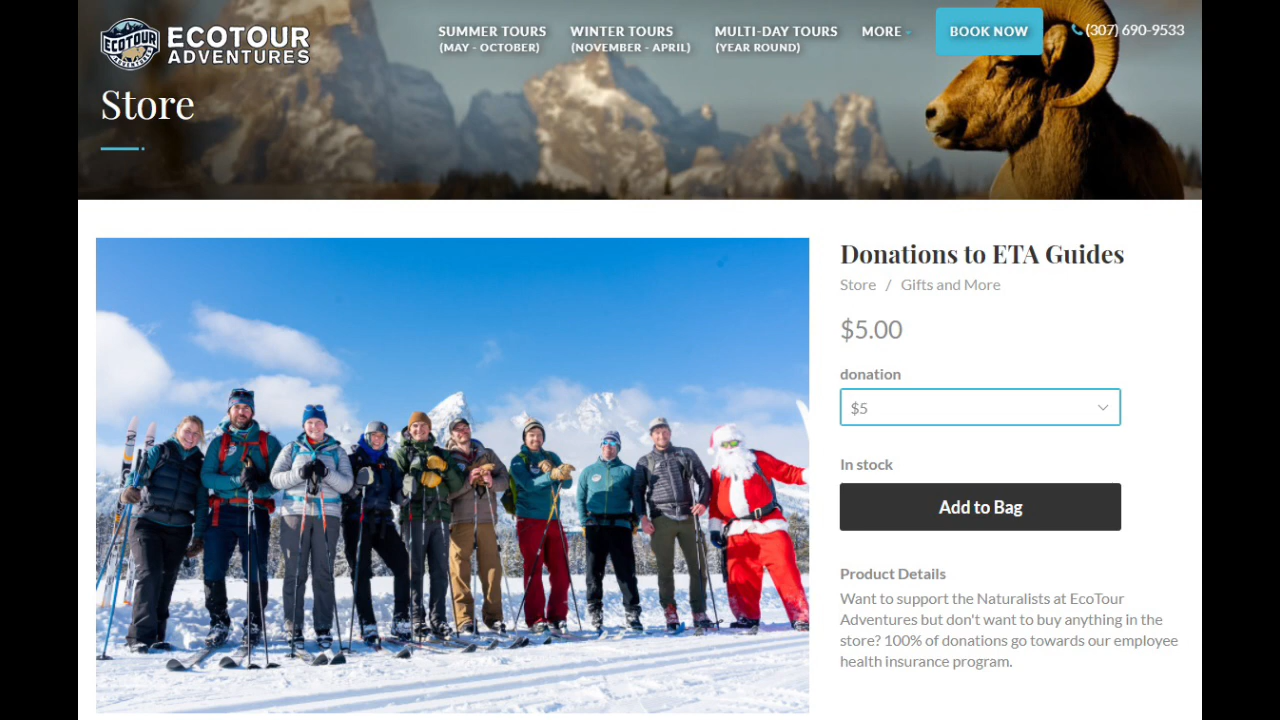 ECOTOUR
ADVENTURES
ECOTOUR
ADVENTURES
SUMMER TOURS
(MAY - OCTOBER)
WINTER TOURS
(NOVEMBER - APRIL)
MULTI-DAY TOURS
(YEAR ROUND)
MORE
BOOK NOW
(307) 690-9533
Store
Donations to ETA Guides
Store / Gifts and More
$5.00
donation
$5
In stock
Add to Bag
Product Details
Want to support the Naturalists at EcoTour
Adventures but don't want to buy anything in the
store? 100% of donations go towards our employee
health insurance program.